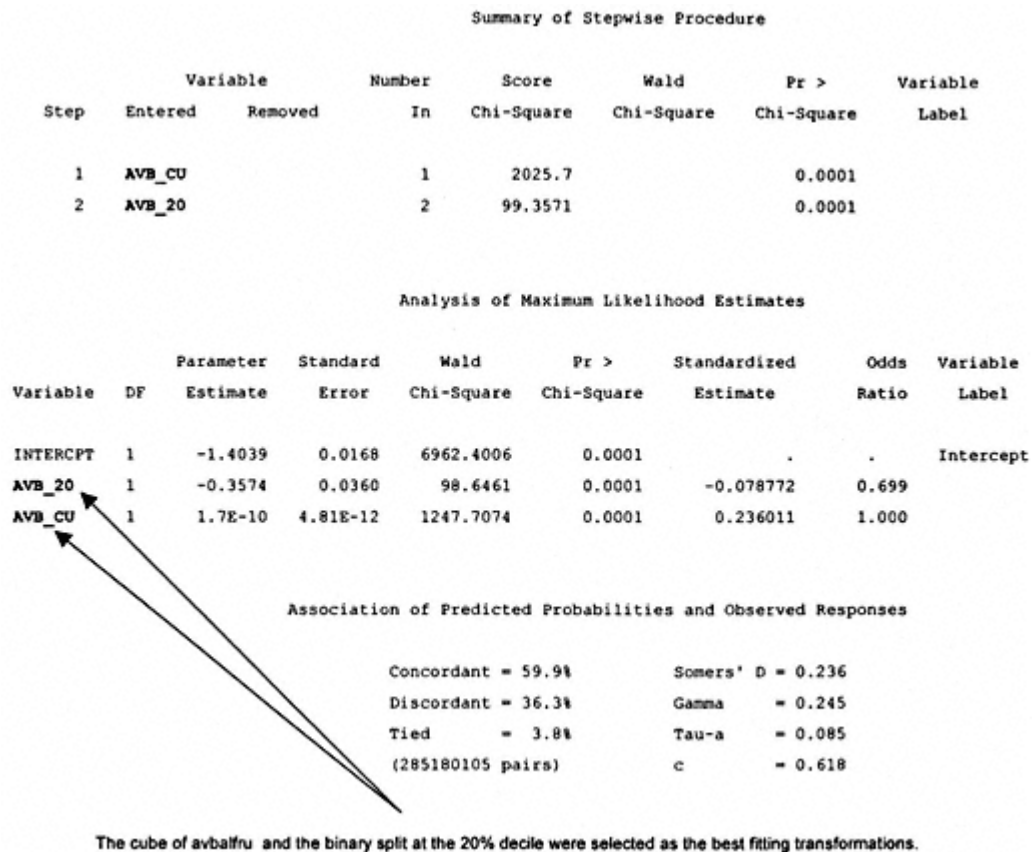 Summary of Stepwise Procedure
Variable Number Score Wald Pr > Variable
Step Entered Removed In Chi-Square Chi-Square Chi-Square Label
1 AVB_CU 1 2025.7 0.0001
2 AVB_20 2 99.3571 0.0001
Analysis of Maximum Likelihood Estimates
Parameter Standard Wald Pr > Standardized Odds Variable
Variable DF Estimate Error Chi-Square Chi-Square Estimate Ratio Label
INTERCPT 1 -1.4039 0.0168 6962.4006 0.0001 . . Intercept
AVB_20 1 -0.3574 0.0360 98.6461 0.0001 -0.078772 0.699
AVB_CU 1 1.7E-10 4.81E-12 1247.7074 0.0001 0.236011 1.000
Association of Predicted Probabilities and Observed Responses
Concordant = 59.9% Somers' D = 0.236
Discordant = 36.3% Gamma = 0.245
Tied = 3.8% Tau-a = 0.085
(285180105 pairs) c = 0.618
The cube of avbalfru and the binary split at the 20% decile were selected as the best fitting transformations.